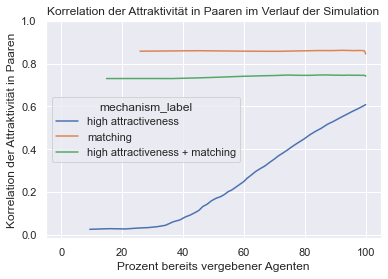 Korrelation der Attraktivität in Paaren im Verlauf der Simulation
Korrelation der Attraktivität in Paaren
1.0
0.8
0.6
0.4
0.2
0.0
mechanism_label
high attractiveness
matching
high attractiveness + matching
0 20 40 60 80 100
Prozent bereits vergebener Agenten